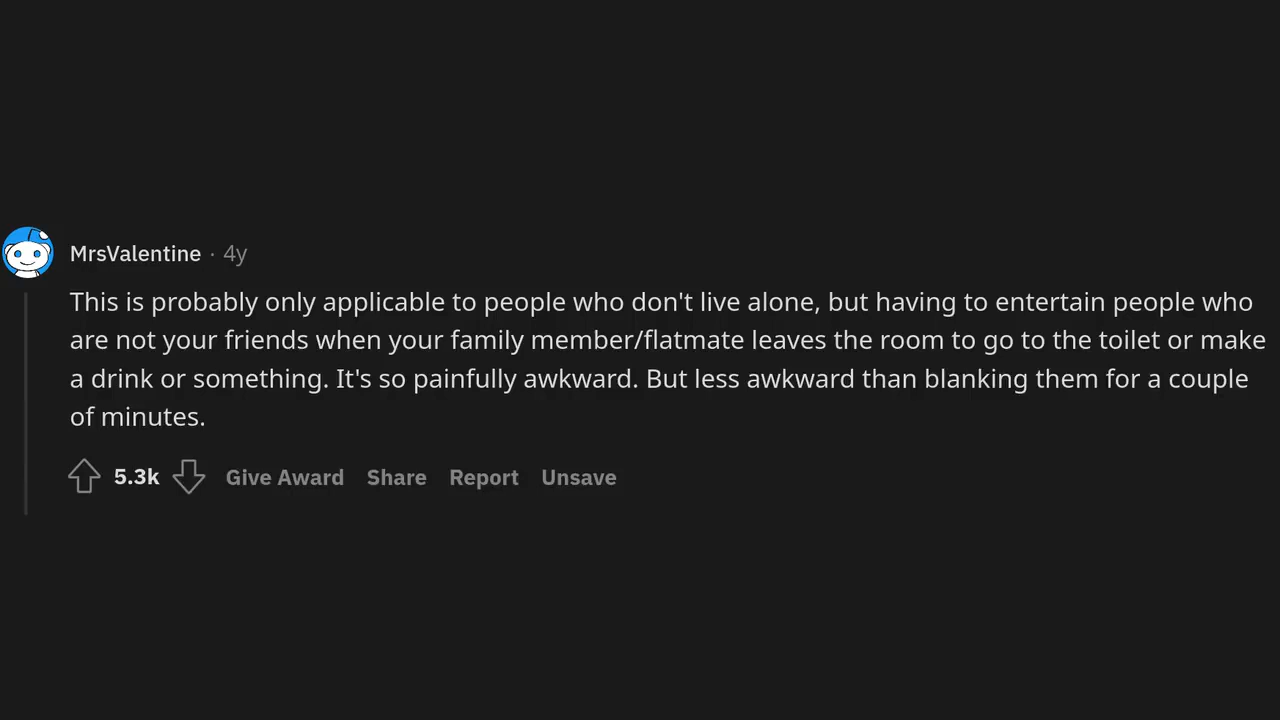 MrsValentine · 4y
This is probably only applicable to people who don't live alone, but having to entertain people who
are not your friends when your family member/flatmate leaves the room to go to the toilet or make
a drink or something. It's so painfully awkward. But less awkward than blanking them for a couple
of minutes.
5.3k Give Award Share Report Unsave